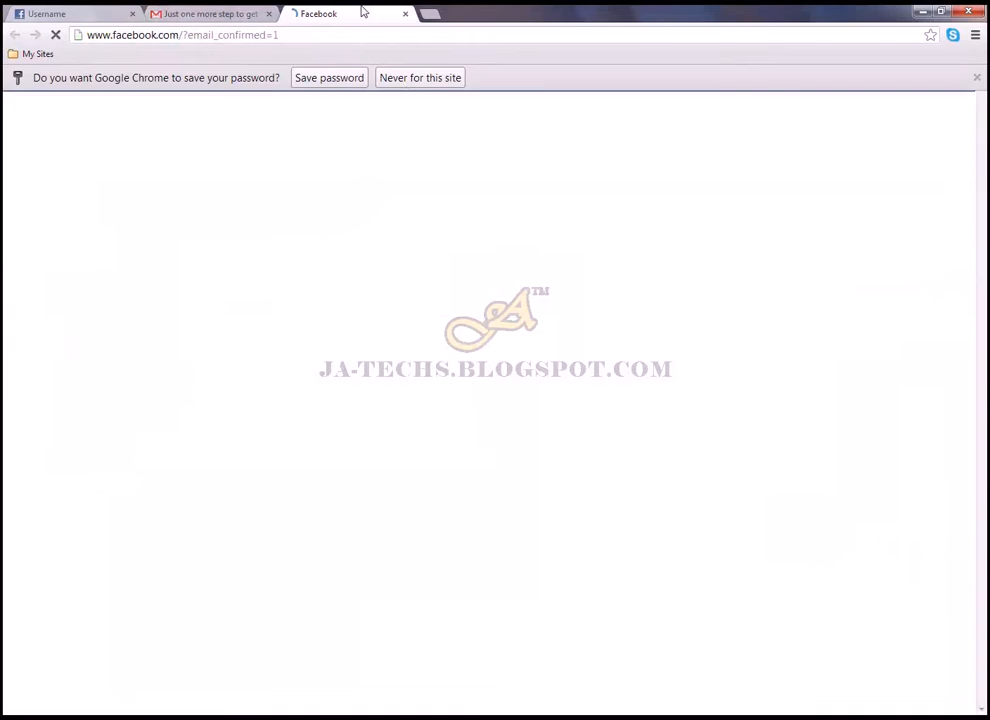 Username
Just one more step to get
Facebook
www.facebook.com/?email_confirmed=1
My Sites
Do you want Google Chrome to save your password? Save password Never for this site
A™
JA-TECHS.BLOGSPOT.COM